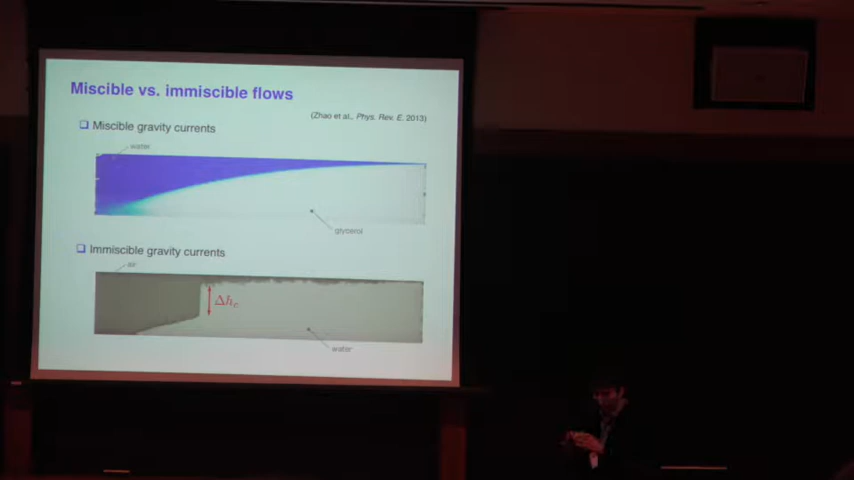 Miscible vs. immiscible flows
(Zhao et al., Phys. Rev. E. 2013)
❑ Miscible gravity currents
water
glycerol
❑ Immiscible gravity currents
air
Δhc
water